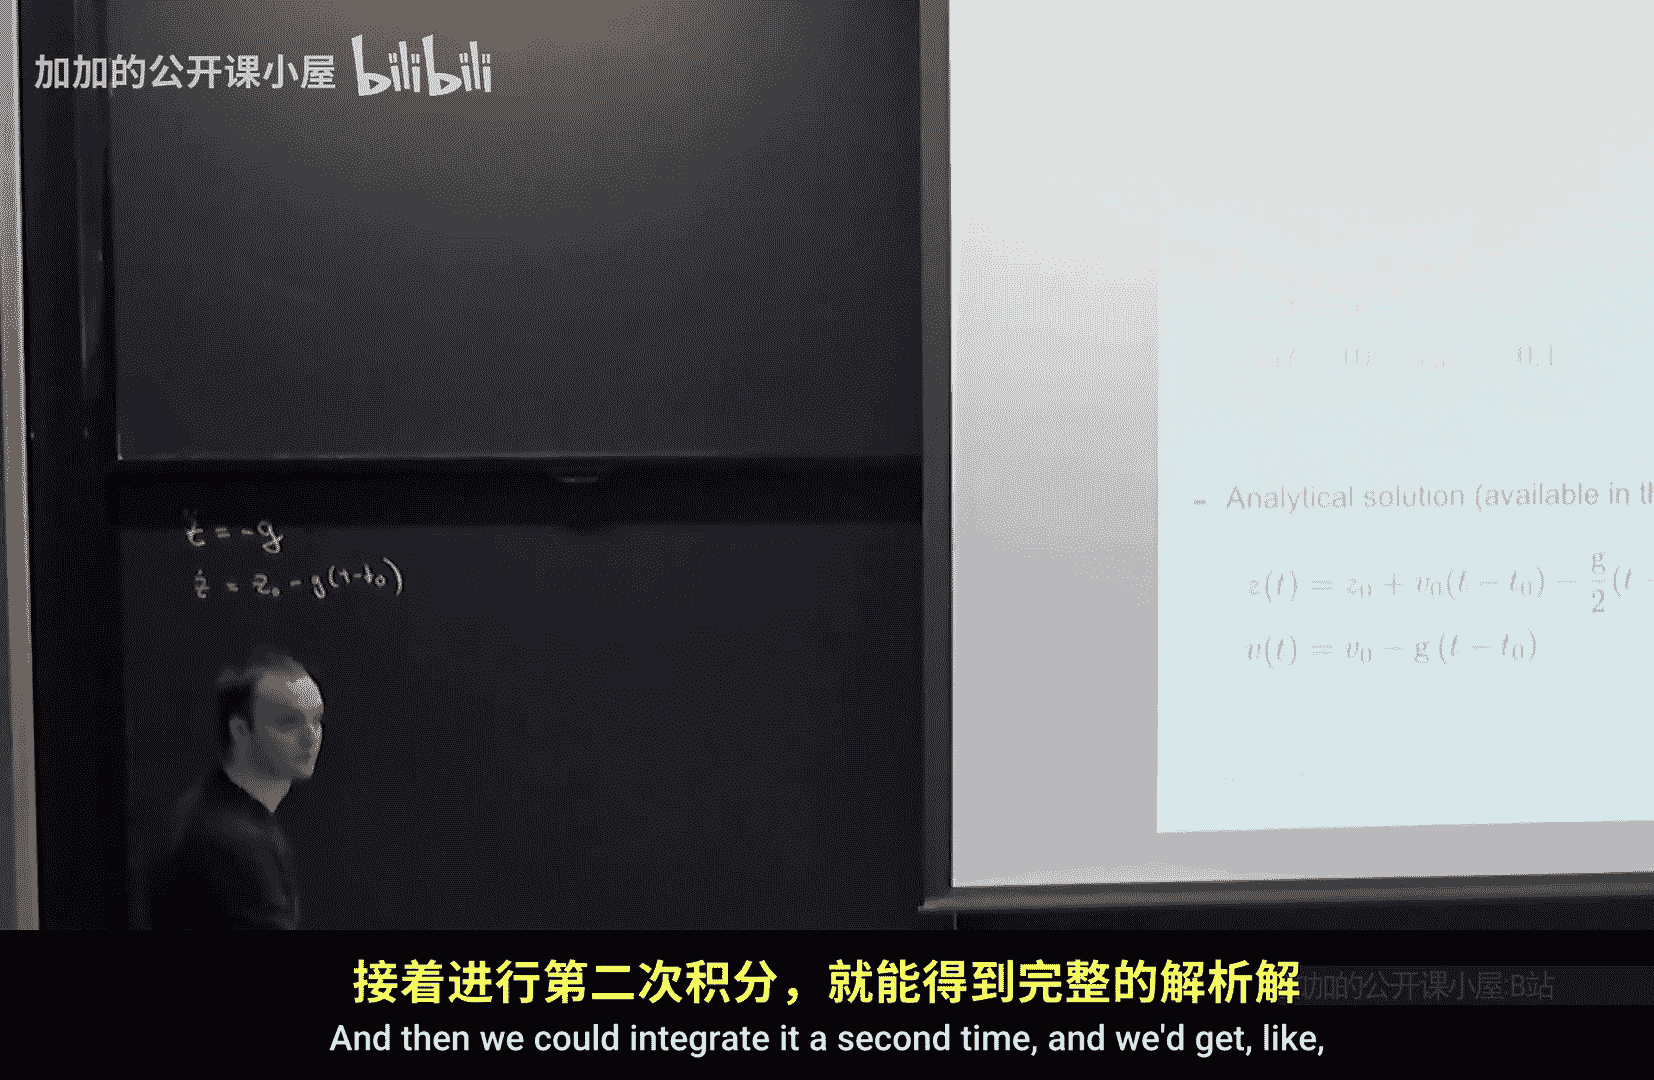 加加的公开课小屋 bilibili
z̈ = -g
ż = z₀ - g(t-t₀)
- Analytical solution (available in th
z(t) = z₀ + v₀(t − t₀) − g/2 (t −
v(t) = v₀ − g (t − t₀)
接着进行第二次积分，就能得到完整的解析解
加加的公开课小屋:B站
And then we could integrate it a second time, and we'd get, like,